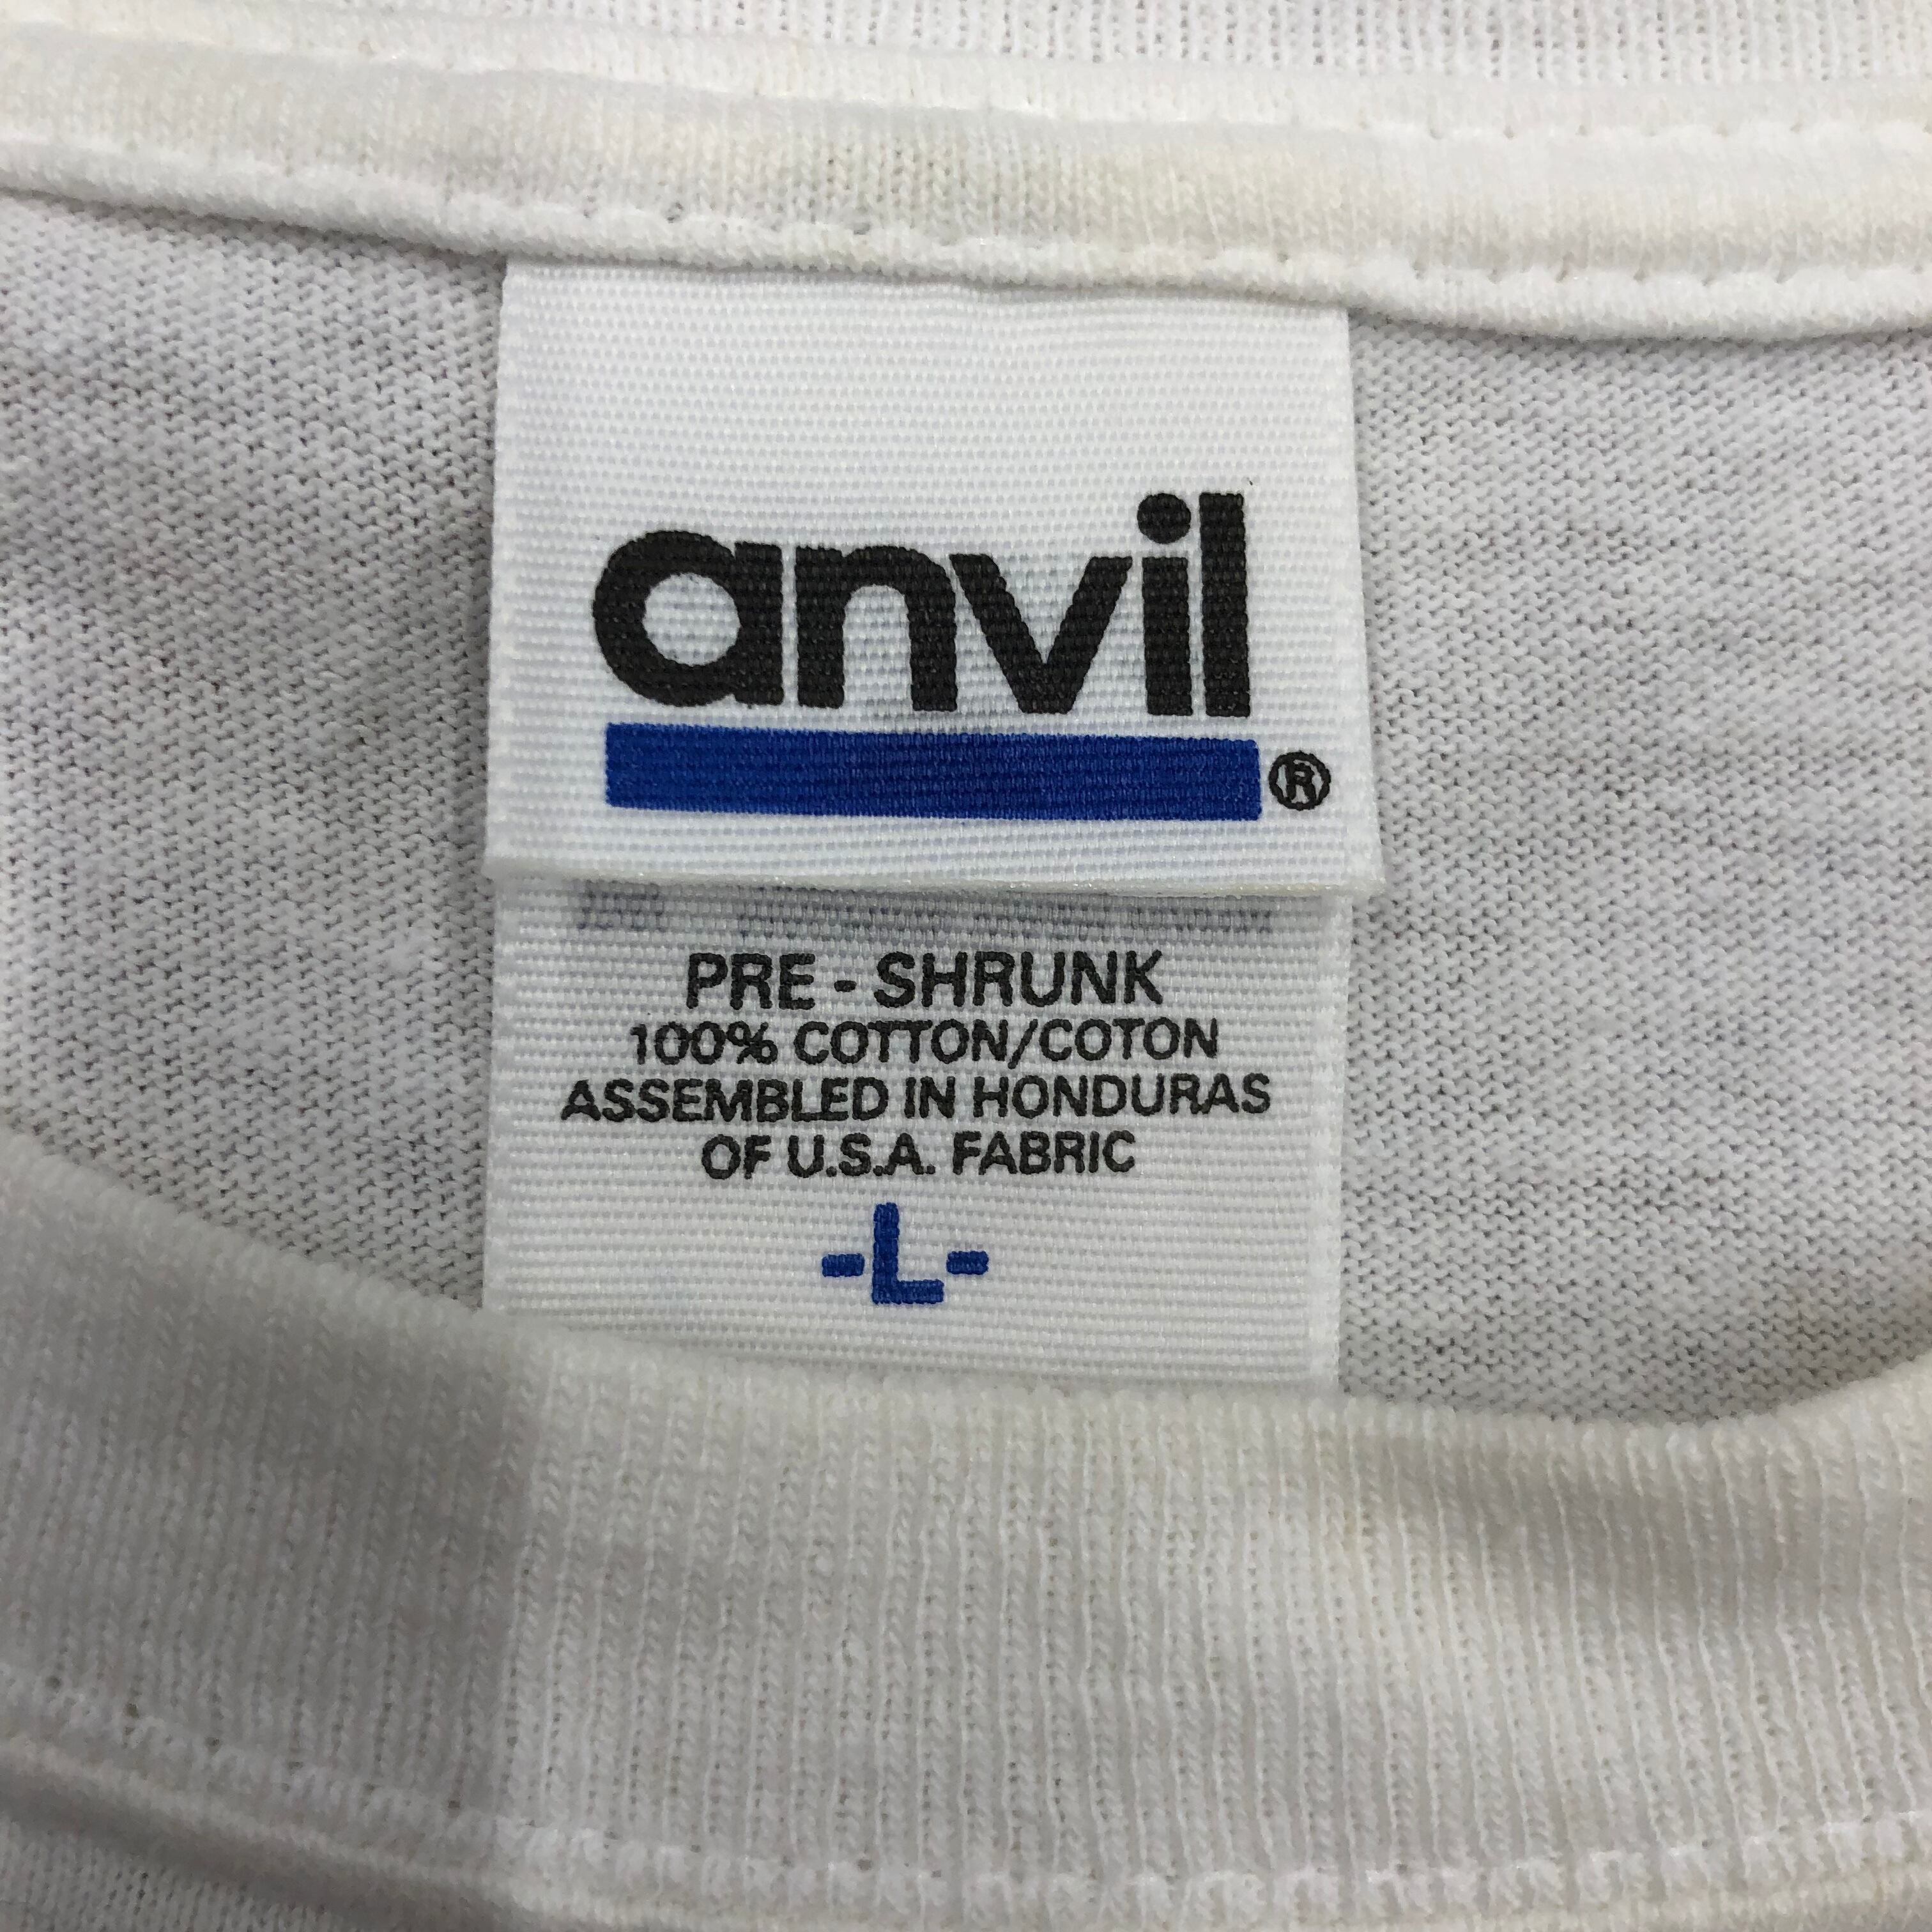 anvil
®
PRE - SHRUNK
100% COTTON/COTON
ASSEMBLED IN HONDURAS
OF U.S.A. FABRIC
-L-